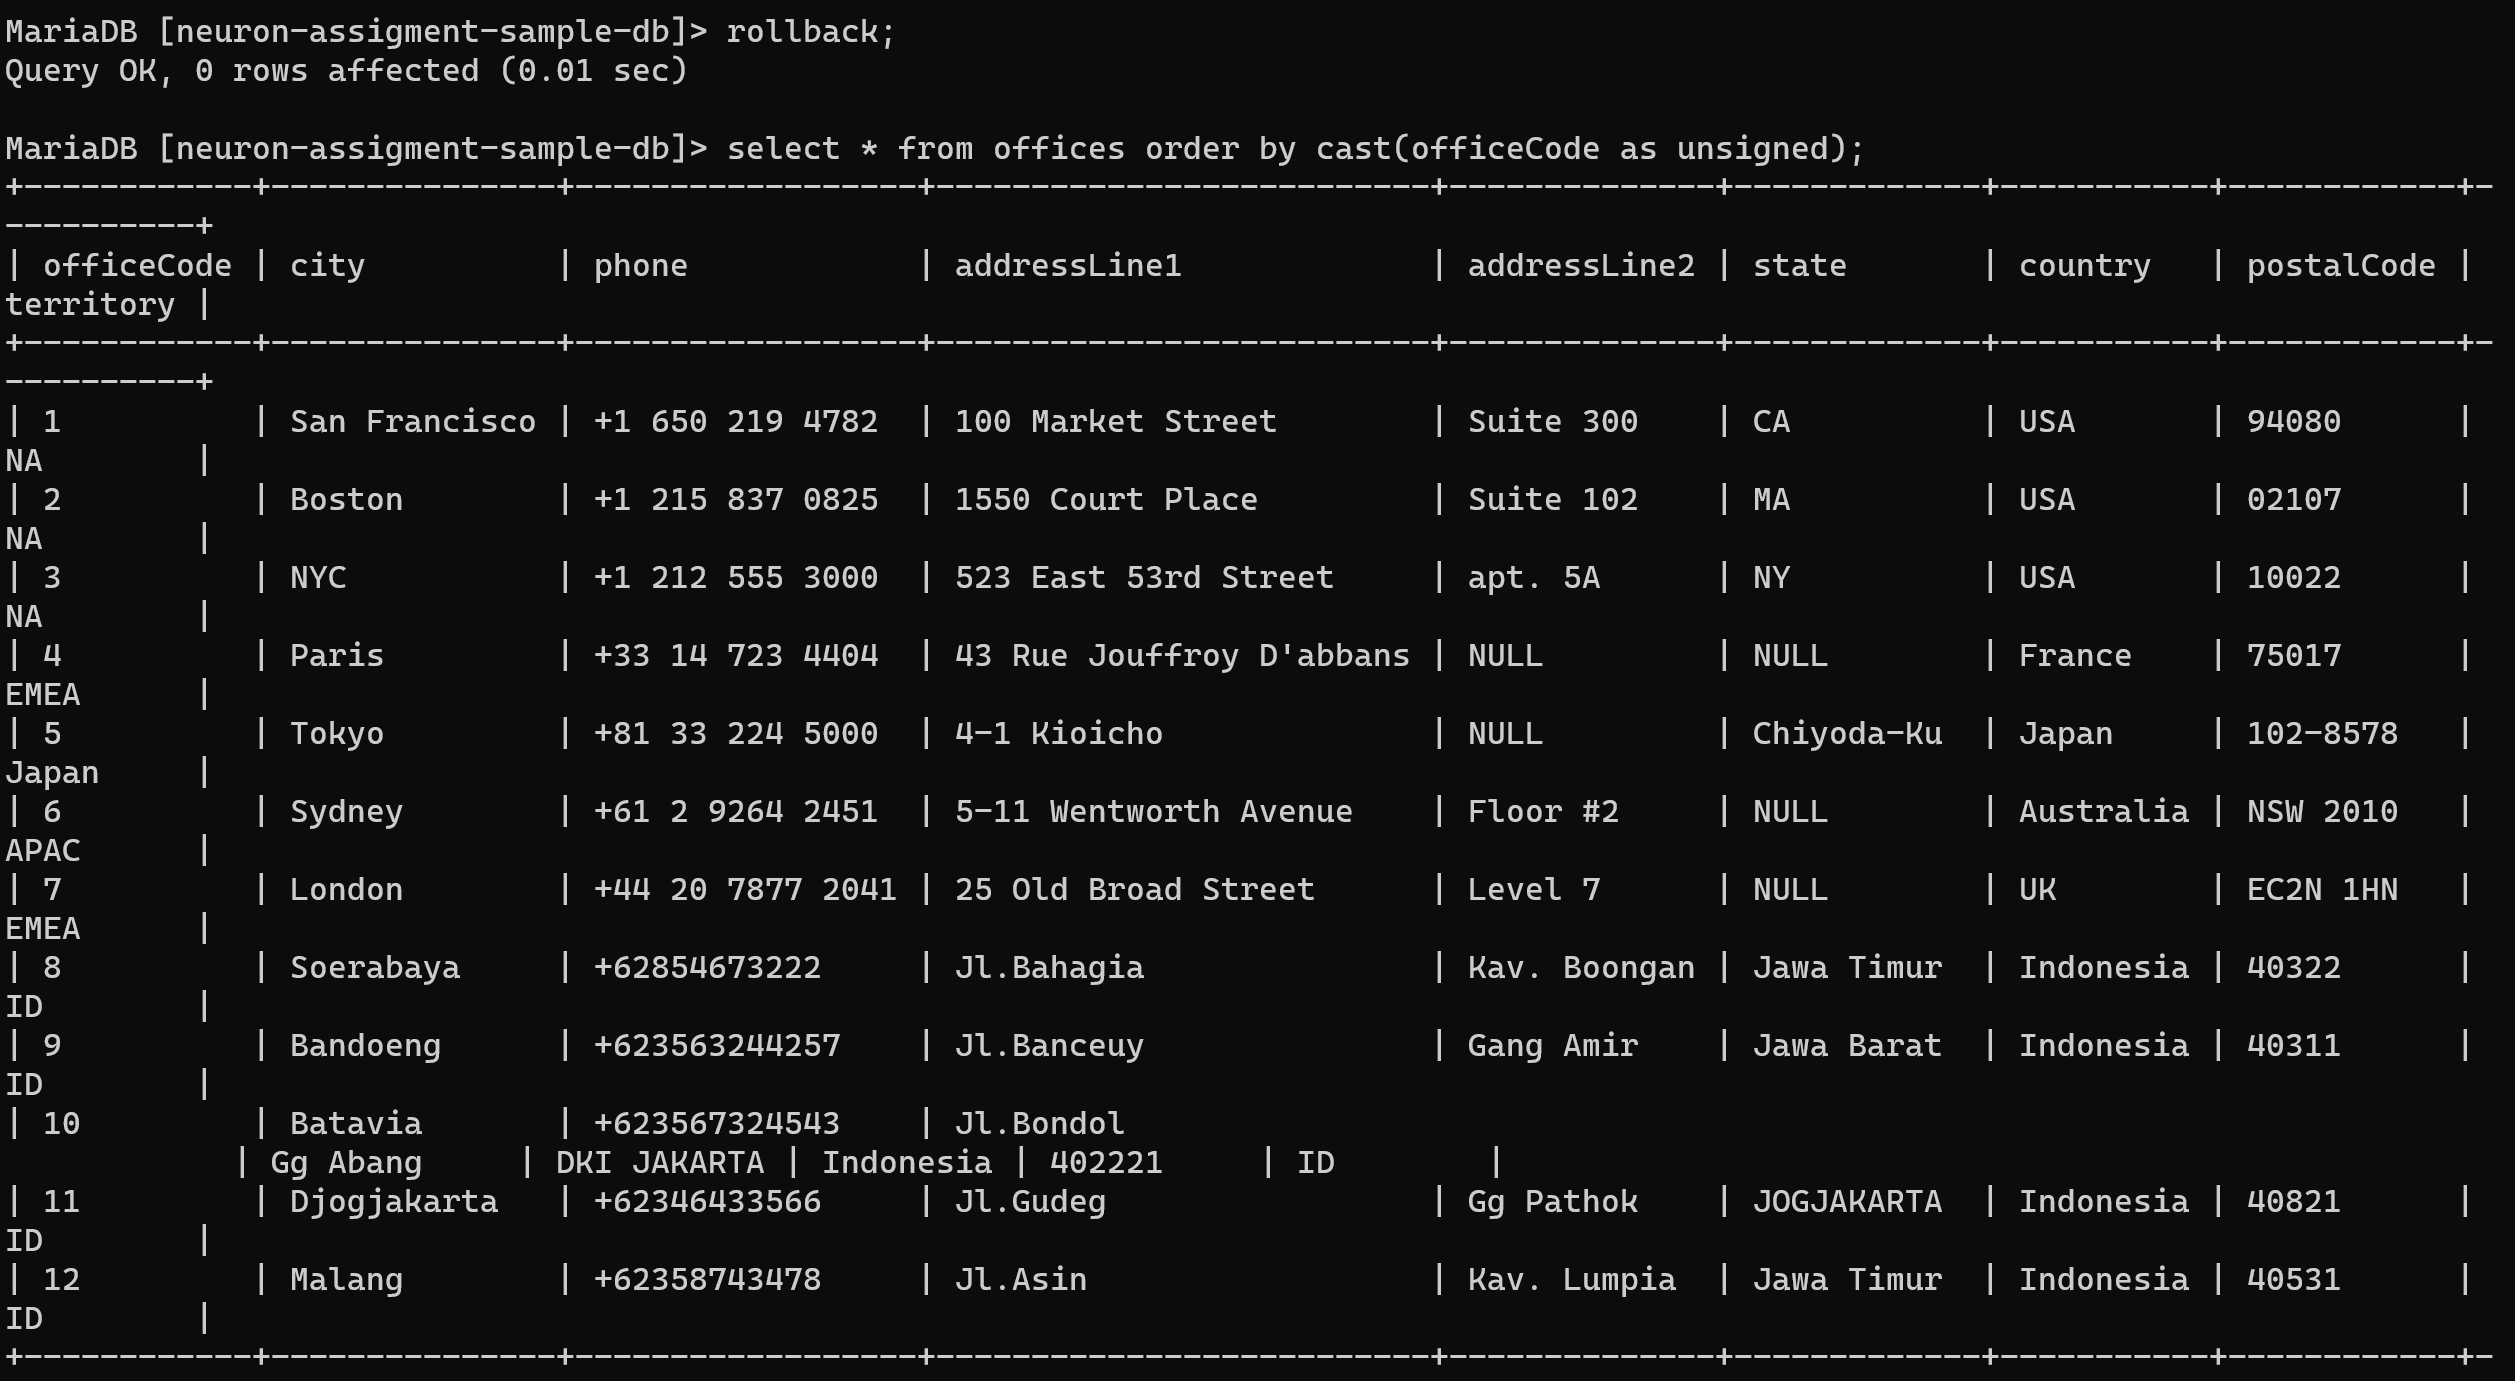 MariaDB [neuron-assigment-sample-db]> rollback;
Query OK, 0 rows affected (0.01 sec)

MariaDB [neuron-assigment-sample-db]> select * from offices order by cast(officeCode as unsigned);
+------------+---------------+------------------+--------------------------+--------------+-------------+-----------+------------+-
----------+
| officeCode | city          | phone            | addressLine1             | addressLine2 | state       | country   | postalCode |
territory |
+------------+---------------+------------------+--------------------------+--------------+-------------+-----------+------------+-
----------+
| 1          | San Francisco | +1 650 219 4782  | 100 Market Street        | Suite 300    | CA          | USA       | 94080      |
NA        |
| 2          | Boston        | +1 215 837 0825  | 1550 Court Place         | Suite 102    | MA          | USA       | 02107      |
NA        |
| 3          | NYC           | +1 212 555 3000  | 523 East 53rd Street     | apt. 5A      | NY          | USA       | 10022      |
NA        |
| 4          | Paris         | +33 14 723 4404  | 43 Rue Jouffroy D'abbans | NULL         | NULL        | France    | 75017      |
EMEA      |
| 5          | Tokyo         | +81 33 224 5000  | 4-1 Kioicho              | NULL         | Chiyoda-Ku  | Japan     | 102-8578   |
Japan     |
| 6          | Sydney        | +61 2 9264 2451  | 5-11 Wentworth Avenue    | Floor #2     | NULL        | Australia | NSW 2010   |
APAC      |
| 7          | London        | +44 20 7877 2041 | 25 Old Broad Street      | Level 7      | NULL        | UK        | EC2N 1HN   |
EMEA      |
| 8          | Soerabaya     | +62854673222     | Jl.Bahagia               | Kav. Boongan | Jawa Timur  | Indonesia | 40322      |
ID        |
| 9          | Bandoeng      | +623563244257    | Jl.Banceuy               | Gang Amir    | Jawa Barat  | Indonesia | 40311      |
ID        |
| 10         | Batavia       | +623567324543    | Jl.Bondol
            | Gg Abang     | DKI JAKARTA | Indonesia | 402221     | ID        |
| 11         | Djogjakarta   | +62346433566     | Jl.Gudeg                 | Gg Pathok    | JOGJAKARTA  | Indonesia | 40821      |
ID        |
| 12         | Malang        | +62358743478     | Jl.Asin                  | Kav. Lumpia  | Jawa Timur  | Indonesia | 40531      |
ID        |
+------------+---------------+------------------+--------------------------+--------------+-------------+-----------+------------+-